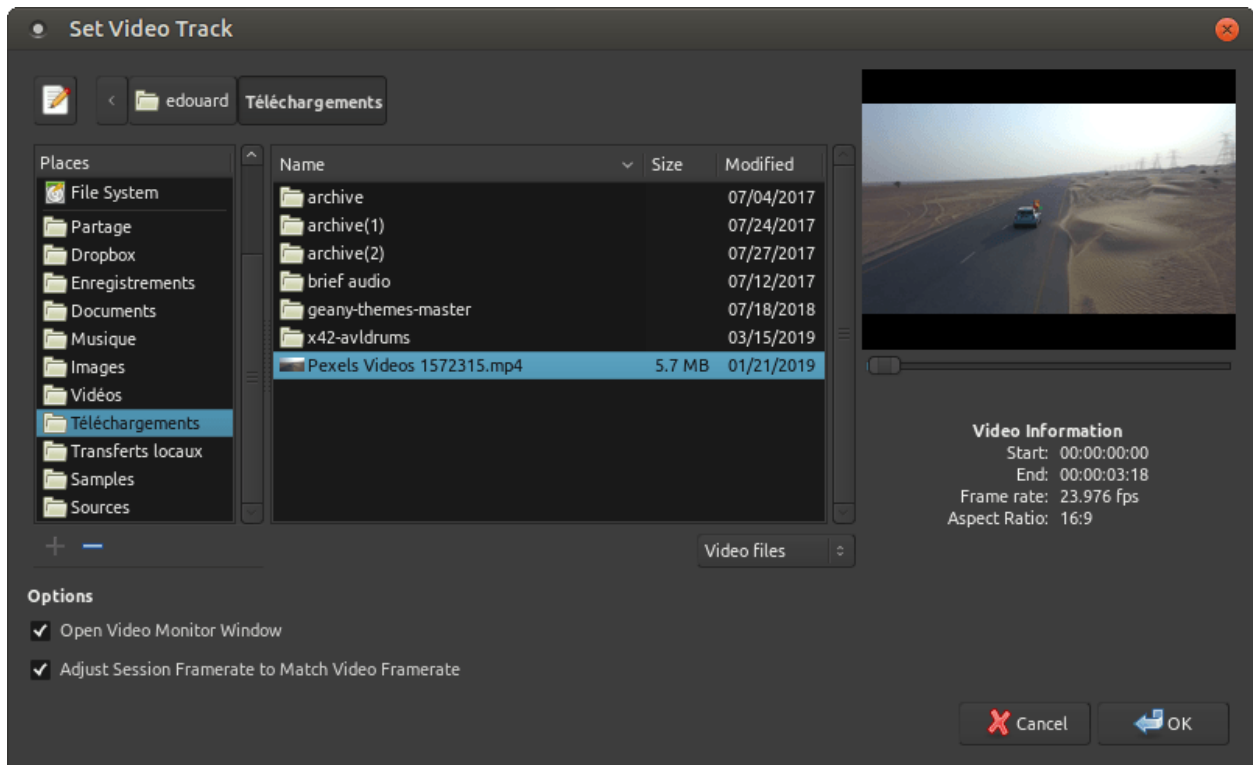 Set Video Track
edouard Téléchargements
Places
File System
Partage
Dropbox
Enregistrements
Documents
Musique
Images
Vidéos
Téléchargements
Transferts locaux
Samples
Sources
Name Size Modified
archive 07/04/2017
archive(1) 07/24/2017
archive(2) 07/27/2017
brief audio 07/12/2017
geany-themes-master 07/18/2018
x42-avldrums 03/15/2019
Pexels Videos 1572315.mp4 5.7 MB 01/21/2019
Video files
Video Information
Start: 00:00:00:00
End: 00:00:03:18
Frame rate: 23.976 fps
Aspect Ratio: 16:9
Options
Open Video Monitor Window
Adjust Session Framerate to Match Video Framerate
Cancel OK